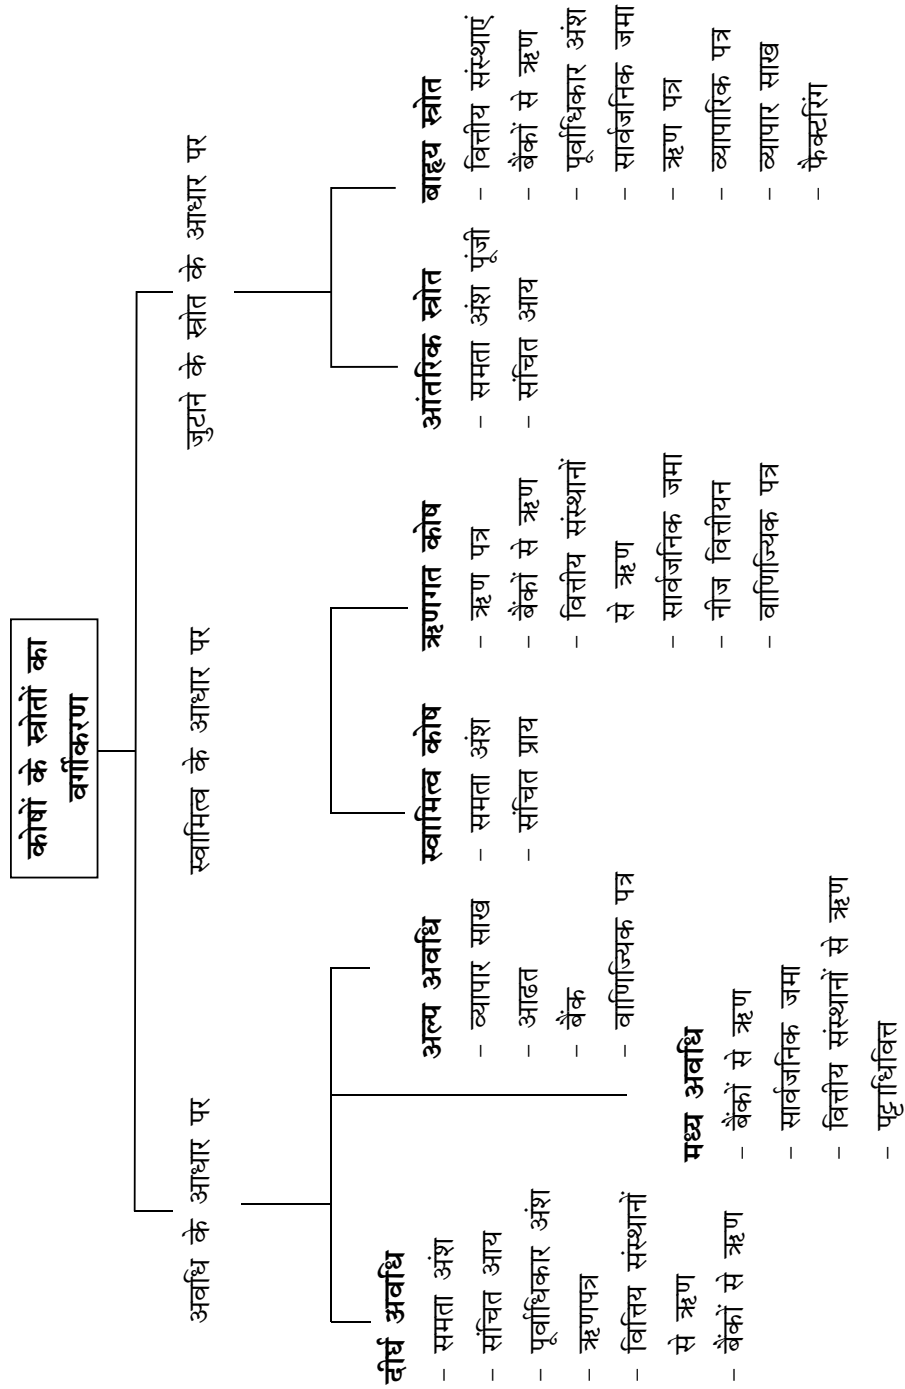 कोषों के स्त्रोतों का
वर्गीकरण
अवधि के आधार पर
स्वामित्व के आधार पर
जुटाने के स्त्रोत के आधार पर
दीर्घ अवधि
- समता अंश
- संचित आय
- पूर्वाधिकार अंश
- ऋणपत्र
- वित्तिय संस्थानों
से ऋण
- बैंकों से ऋण
मध्य अवधि
- बैंकों से ऋण
- सार्वजनिक जमा
- वित्तीय संस्थानों से ऋण
- पट्टाधिवित्त
अल्प अवधि
- व्यापार साख
- आढत
- बैंक
- वाणिज्यिक पत्र
स्वामित्व कोष
- समता अंश
- संचित प्राय
ऋणगत कोष
- ऋण पत्र
- बैंकों से ऋण
- वित्तीय संस्थानों
से ऋण
- सार्वजनिक जमा
- नीज वित्तीयन
- वाणिज्यिक पत्र
आंतरिक स्त्रोत
- समता अंश पूंजी
- संचित आय
बाहृय स्त्रोत
- वित्तीय संस्थाएं
- बैंकों से ऋण
- पूर्वाधिकार अंश
- सार्वजनिक जमा
- ऋण पत्र
- व्यापारिक पत्र
- व्यापार साख
- फैक्टरिंग